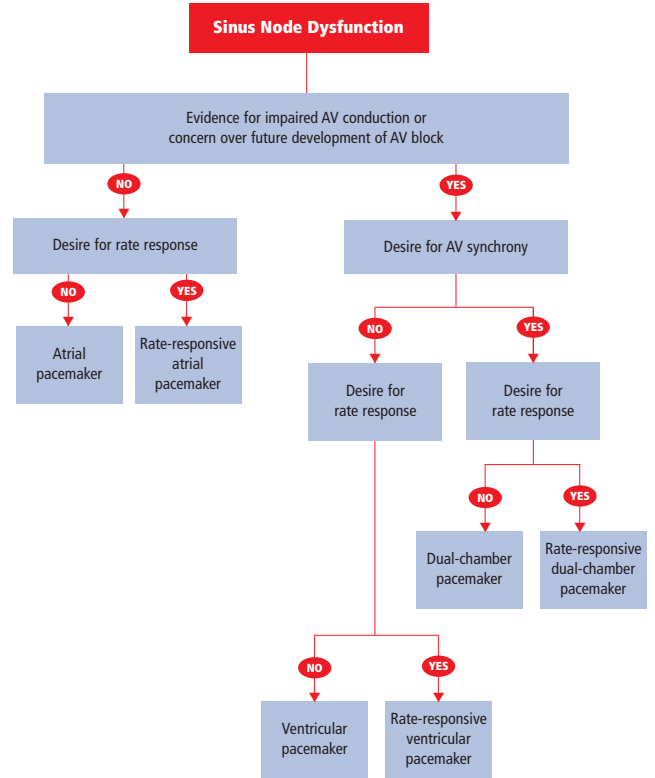 Sinus Node Dysfunction
Evidence for impaired AV conduction or
concern over future development of AV block
NO
YES
Desire for rate response
Desire for AV synchrony
NO
YES
NO
YES
Atrial
pacemaker
Rate-responsive
atrial
pacemaker
Desire for
rate response
Desire for
rate response
NO
YES
Dual-chamber
pacemaker
Rate-responsive
dual-chamber
pacemaker
NO
YES
Ventricular
pacemaker
Rate-responsive
ventricular
pacemaker